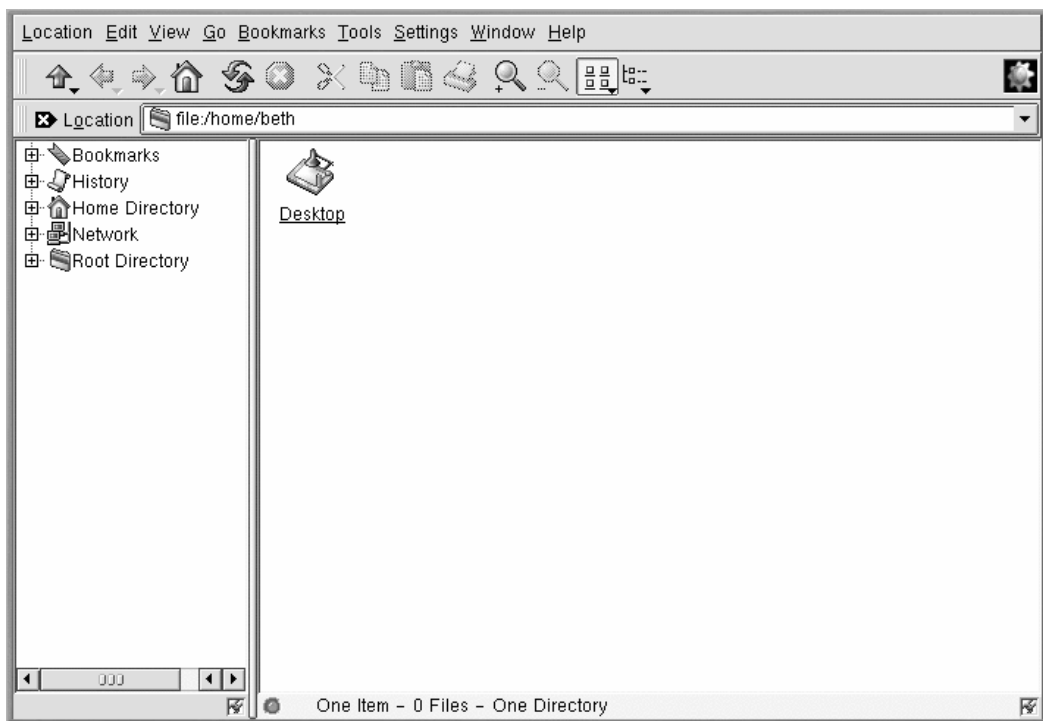 Location Edit View Go Bookmarks Tools Settings Window Help
Location file:/home/beth
Bookmarks
History
Home Directory
Network
Root Directory
Desktop
One Item – 0 Files – One Directory